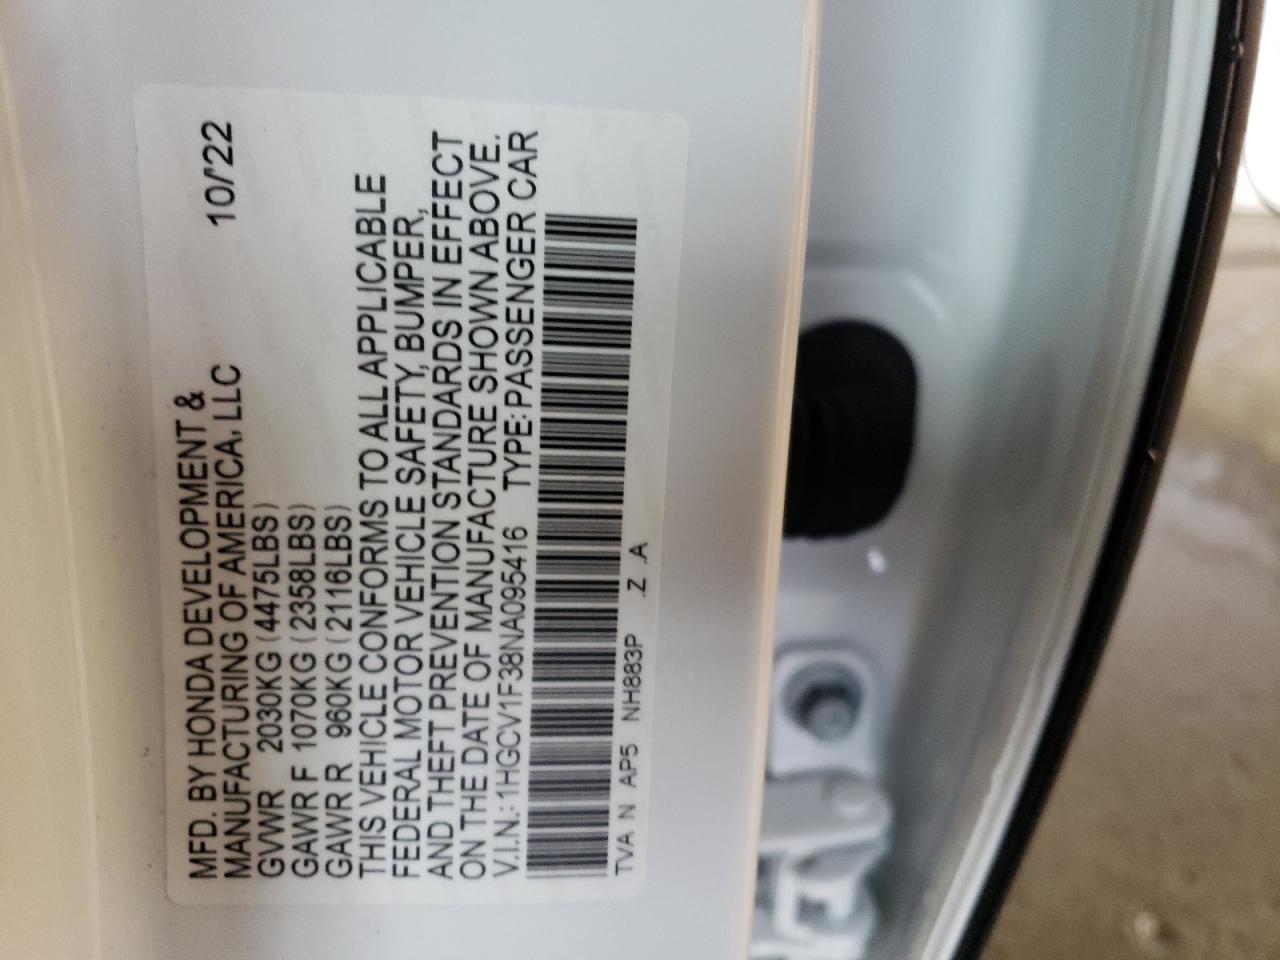 MFD. BY HONDA DEVELOPMENT &
MANUFACTURING OF AMERICA, LLC 10/'22
GVWR 2030KG (4475LBS)
GAWR F 1070KG (2358LBS)
GAWR R 960KG (2116LBS)
THIS VEHICLE CONFORMS TO ALL APPLICABLE
FEDERAL MOTOR VEHICLE SAFETY, BUMPER,
AND THEFT PREVENTION STANDARDS IN EFFECT
ON THE DATE OF MANUFACTURE SHOWN ABOVE.
V.I.N.: 1HGCV1F38NA095416 TYPE: PASSENGER CAR
TVA N AP5 NH883P .Z .A